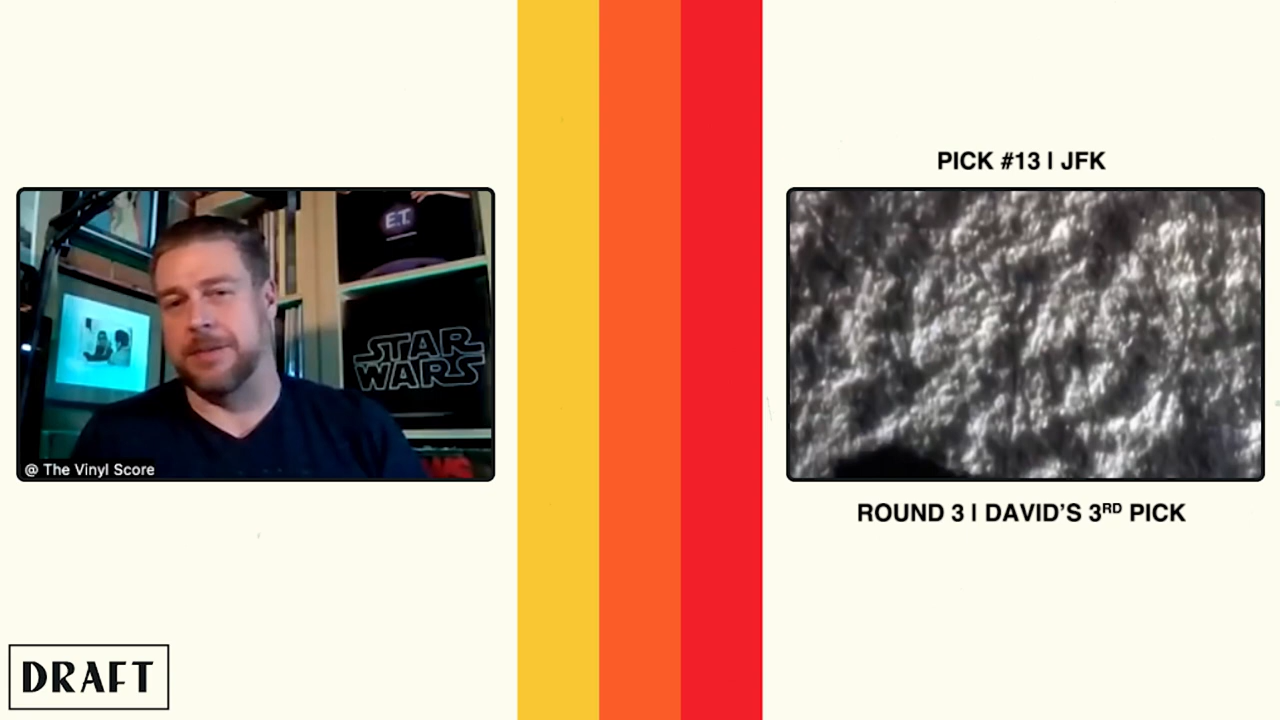 E.T.
STAR
WARS
@ The Vinyl Score
PICK #13 | JFK
ROUND 3 | DAVID'S 3RD PICK
DRAFT